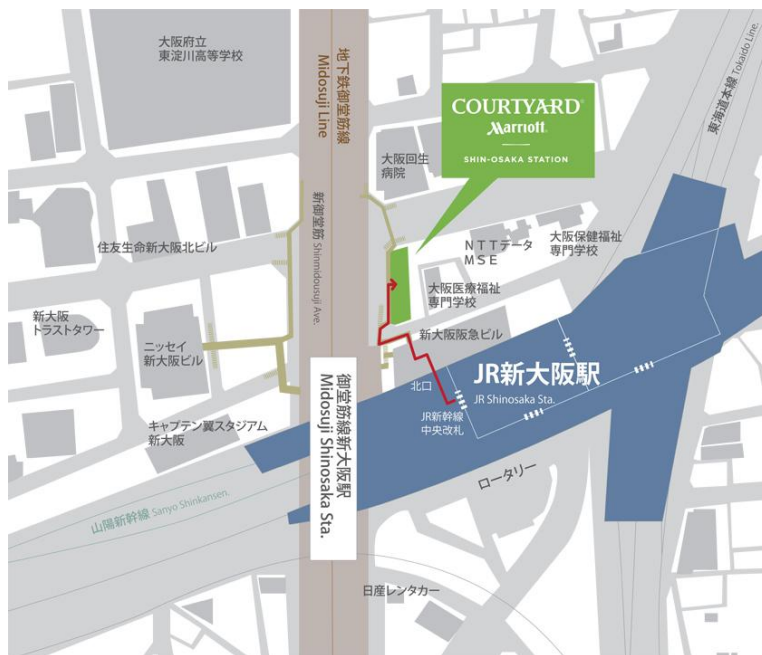 大阪府立
東淀川高等学校
地下鉄御堂筋線
Midosuji Line
COURTYARD®
Marriott®
SHIN-OSAKA STATION
東海道本線 Tokaido Line.
大阪回生
病院
新御堂筋 Shinmidousuji Ave.
住友生命新大阪北ビル
NTTデータ
MSE
大阪保健福祉
専門学校
大阪医療福祉
専門学校
新大阪
トラストタワー
ニッセイ
新大阪ビル
新大阪阪急ビル
JR新大阪駅
JR Shinosaka Sta.
北口
JR新幹線
中央改札
御堂筋線新大阪駅
Midosuji Shinosaka Sta.
キャプテン翼スタジアム
新大阪
ロータリー
山陽新幹線 Sanyo Shinkansen.
日産レンタカー